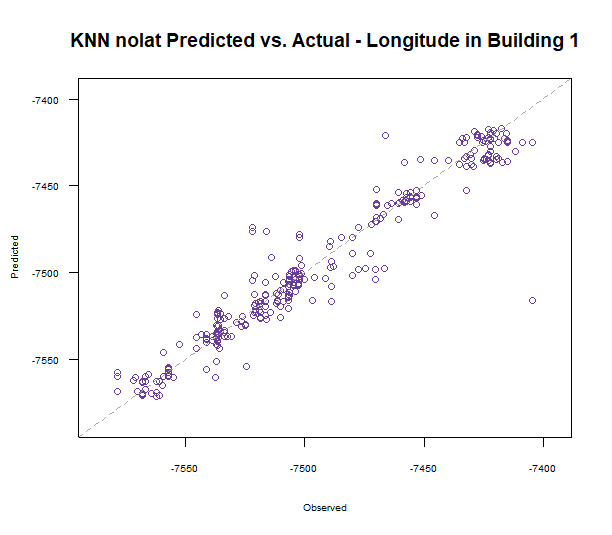 KNN nolat Predicted vs. Actual - Longitude in Building 1
-7400
-7450
-7500
-7550
Predicted
-7550 -7500 -7450 -7400
Observed